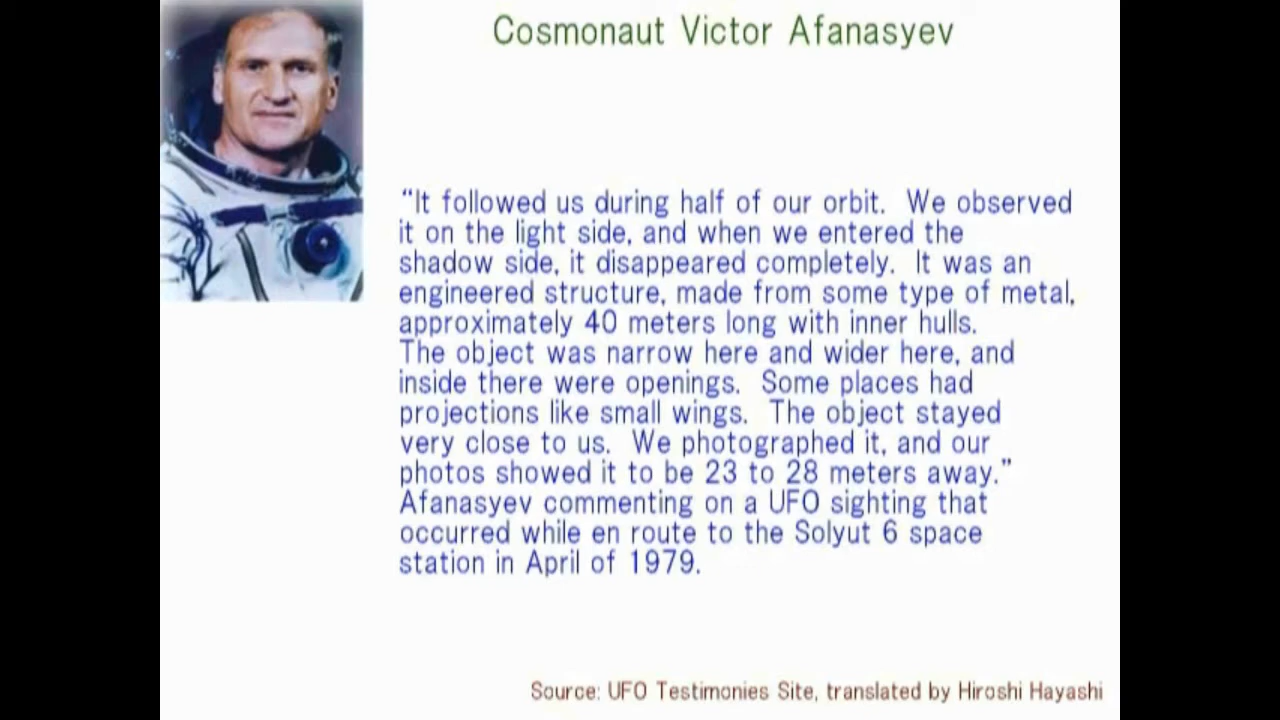 Cosmonaut Victor Afanasyev
“It followed us during half of our orbit. We observed
it on the light side, and when we entered the
shadow side, it disappeared completely. It was an
engineered structure, made from some type of metal,
approximately 40 meters long with inner hulls.
The object was narrow here and wider here, and
inside there were openings. Some places had
projections like small wings. The object stayed
very close to us. We photographed it, and our
photos showed it to be 23 to 28 meters away.”
Afanasyev commenting on a UFO sighting that
occurred while en route to the Solyut 6 space
station in April of 1979.
Source: UFO Testimonies Site, translated by Hiroshi Hayashi